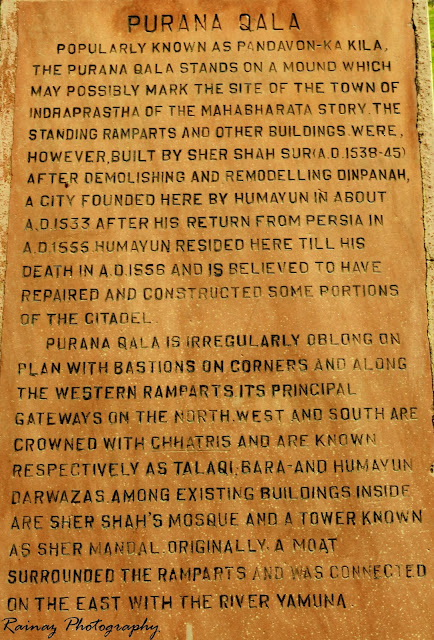 PURANA QALA
POPULARLY KNOWN AS PANDAVON-KA KILA,
THE PURANA QALA STANDS ON A MOUND WHICH
MAY POSSIBLY MARK THE SITE OF THE TOWN OF
INDRAPRASTHA OF THE MAHABHARATA STORY. THE
STANDING RAMPARTS AND OTHER BUILDINGS WERE,
HOWEVER, BUILT BY SHER SHAH SUR (A.D. 1538-45)
AFTER DEMOLISHING AND REMODELLING DINPANAH,
A CITY FOUNDED HERE BY HUMAYUN IN ABOUT
A.D. 1533 AFTER HIS RETURN FROM PERSIA IN
A.D. 1555. HUMAYUN RESIDED HERE TILL HIS
DEATH IN A.D. 1556 AND IS BELIEVED TO HAVE
REPAIRED AND CONSTRUCTED SOME PORTIONS
OF THE CITADEL.
PURANA QALA IS IRREGULARLY OBLONG ON
PLAN WITH BASTIONS ON CORNERS AND ALONG
THE WESTERN RAMPARTS. ITS PRINCIPAL
GATEWAYS ON THE NORTH, WEST AND SOUTH ARE
CROWNED WITH CHHATRIS AND ARE KNOWN
RESPECTIVELY AS TALAQI, BARA-AND HUMAYUN
DARWAZAS. AMONG EXISTING BUILDINGS INSIDE
ARE SHER SHAH'S MOSQUE AND A TOWER KNOWN
AS SHER MANDAL. ORIGINALLY, A MOAT
SURROUNDED THE RAMPARTS AND WAS CONNECTED
ON THE EAST WITH THE RIVER YAMUNA
Rainaz Photography.